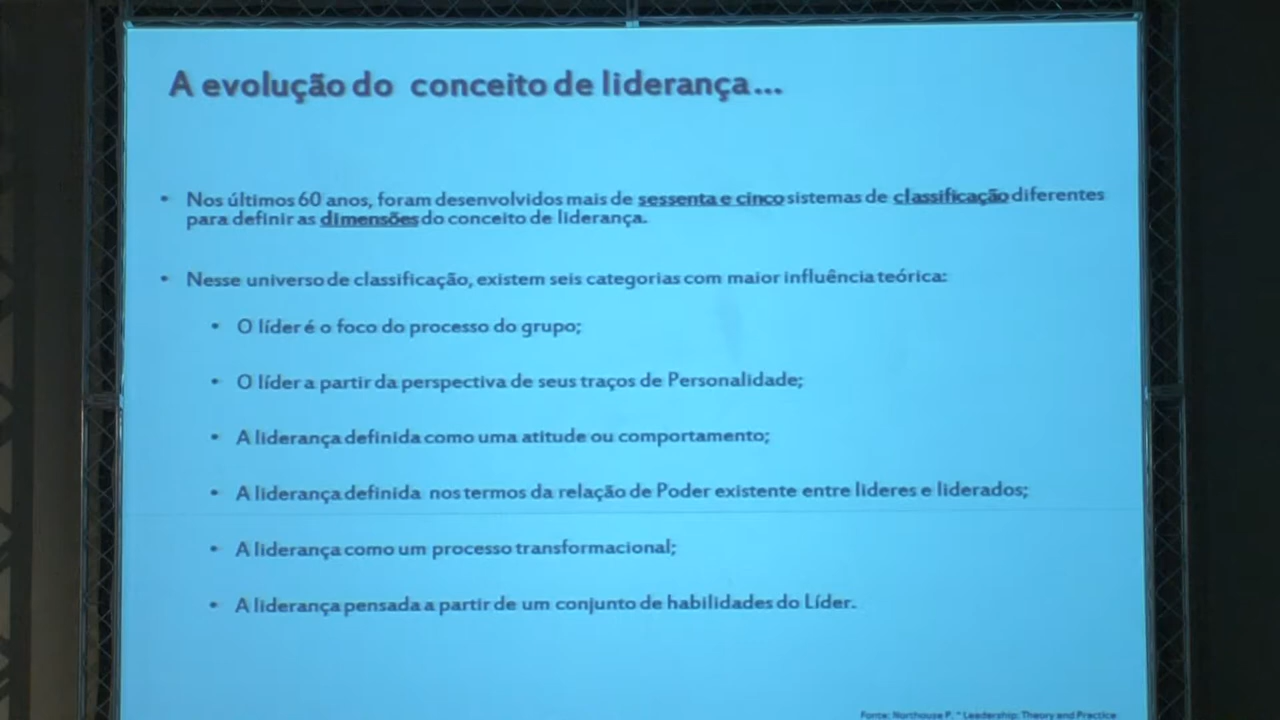 A evolução do conceito de liderança...
• Nos últimos 60 anos, foram desenvolvidos mais de sessenta e cinco sistemas de classificação diferentes
para definir as dimensões do conceito de liderança.
• Nesse universo de classificação, existem seis categorias com maior influência teórica:
• O líder é o foco do processo do grupo;
• O líder a partir da perspectiva de seus traços de Personalidade;
• A liderança definida como uma atitude ou comportamento;
• A liderança definida nos termos da relação de Poder existente entre lideres e liderados;
• A liderança como um processo transformacional;
• A liderança pensada a partir de um conjunto de habilidades do Líder.
Fonte: Northouse P. " Leadership: Theory and Practice